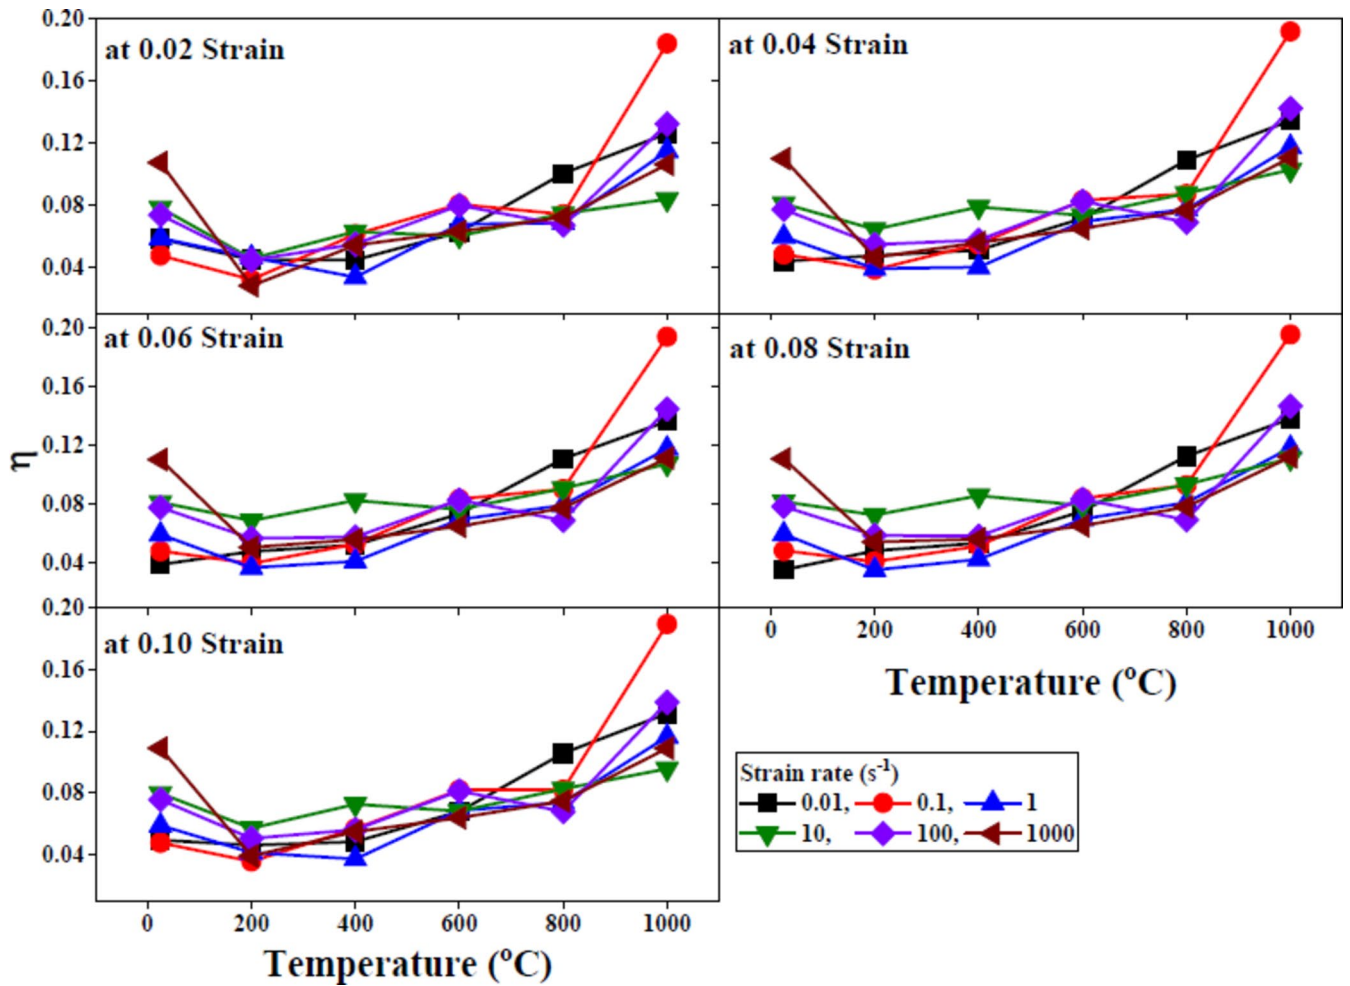 0.20
at 0.02 Strain
at 0.04 Strain
0.16
0.12
0.08
0.04
0.20
at 0.06 Strain
at 0.08 Strain
0.16
0.12
η
0.08
0.04
0.20
0 200 400 600 800 1000
at 0.10 Strain
0.16
Temperature (ºC)
0.12
Strain rate (s-1)
0.01, 0.1, 1
10, 100, 1000
0.08
0.04
0 200 400 600 800 1000
Temperature (ºC)